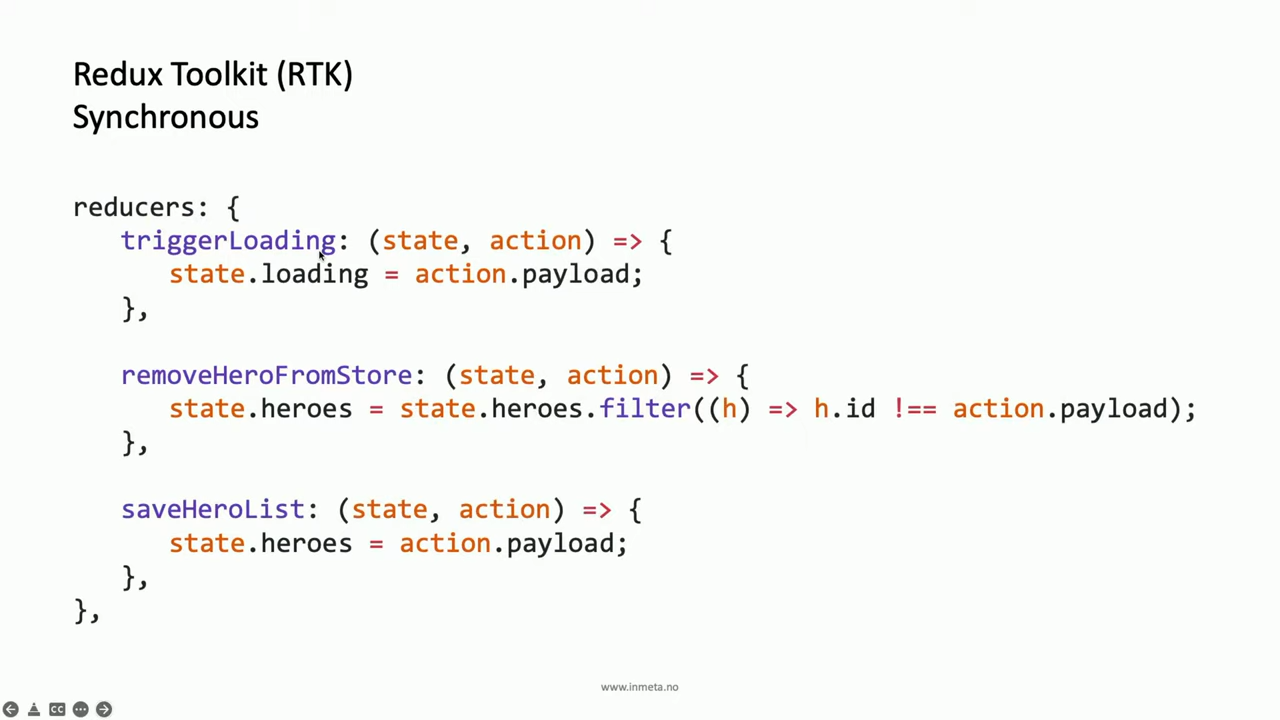 Redux Toolkit (RTK)
Synchronous
reducers: {
triggerLoading: (state, action) => {
state.loading = action.payload;
},
removeHeroFromStore: (state, action) => {
state.heroes = state.heroes.filter((h) => h.id !== action.payload);
},
saveHeroList: (state, action) => {
state.heroes = action.payload;
},
},
www.inmeta.no
CC